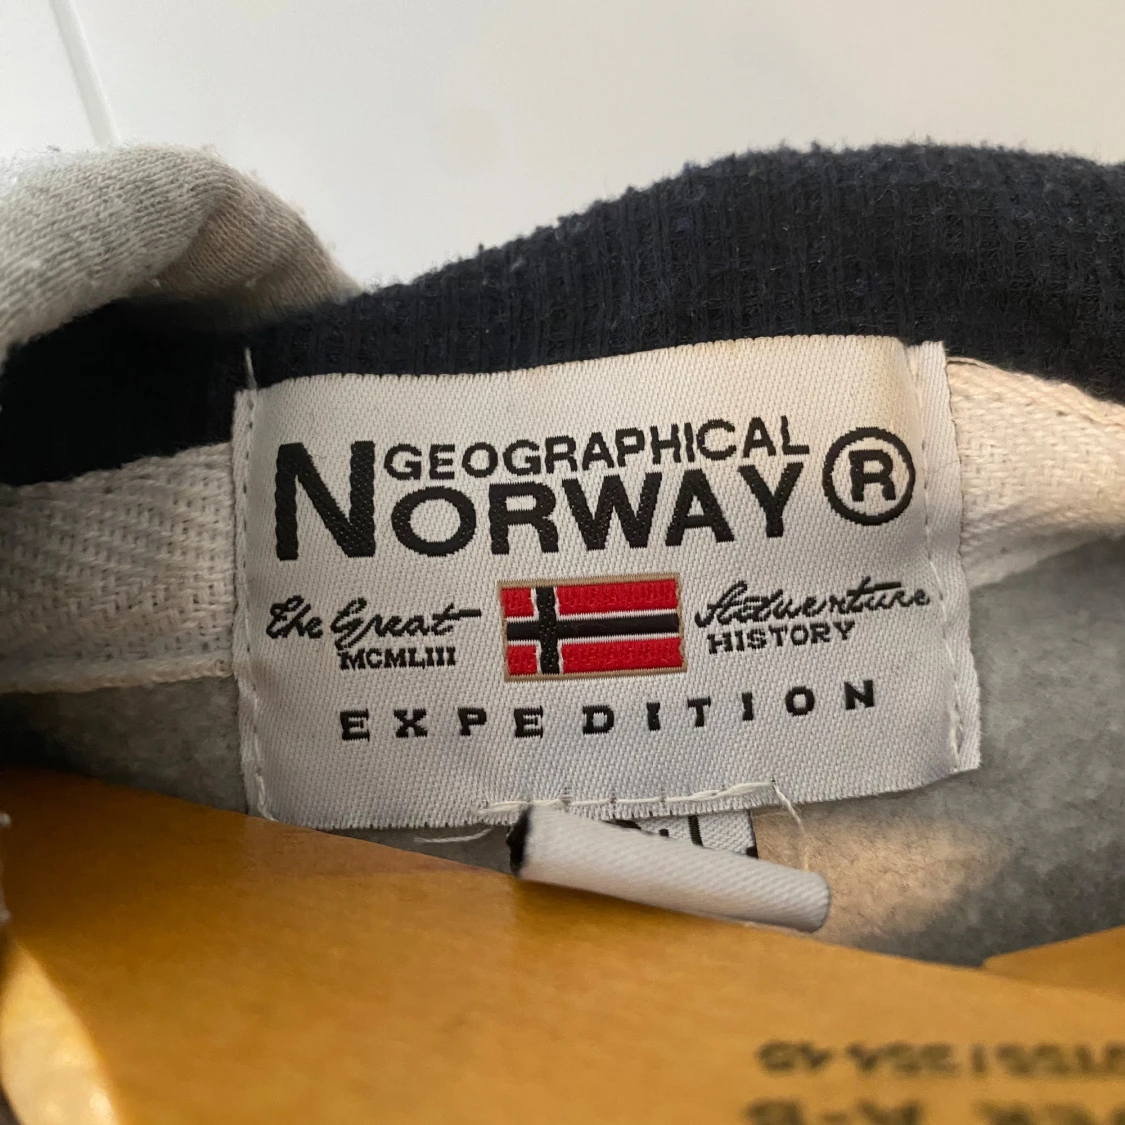 GEOGRAPHICAL
NORWAY ®
The Great Adventure
MCMLIII HISTORY
EXPEDITION